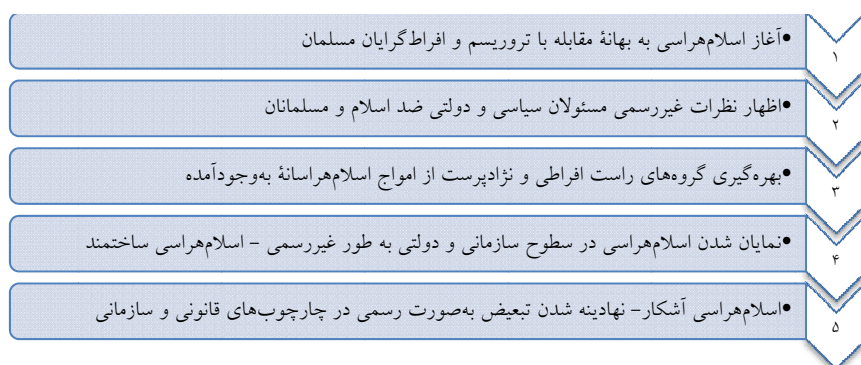 •آغاز اسلام‌هراسی به بهانهٔ مقابله با تروریسم و افراط‌گرایان مسلمان
۱
•اظهار نظرات غیررسمی مسئولان سیاسی و دولتی ضد اسلام و مسلمانان
۲
•بهره‌گیری گروه‌های راست افراطی و نژادپرست از امواج اسلام‌هراسانهٔ به‌وجودآمده
۳
•نمایان شدن اسلام‌هراسی در سطوح سازمانی و دولتی به طور غیررسمی – اسلام‌هراسی ساختمند
۴
•اسلام‌هراسی آشکار– نهادینه شدن تبعیض به‌صورت رسمی در چارچوب‌های قانونی و سازمانی
۵